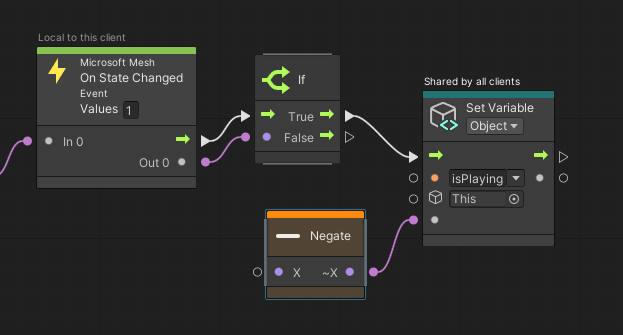 Local to this client
Microsoft Mesh
On State Changed
Event
Values 1
In 0
Out 0
If
True
False
Shared by all clients
Set Variable
Object
isPlaying
This
Negate
X ~X